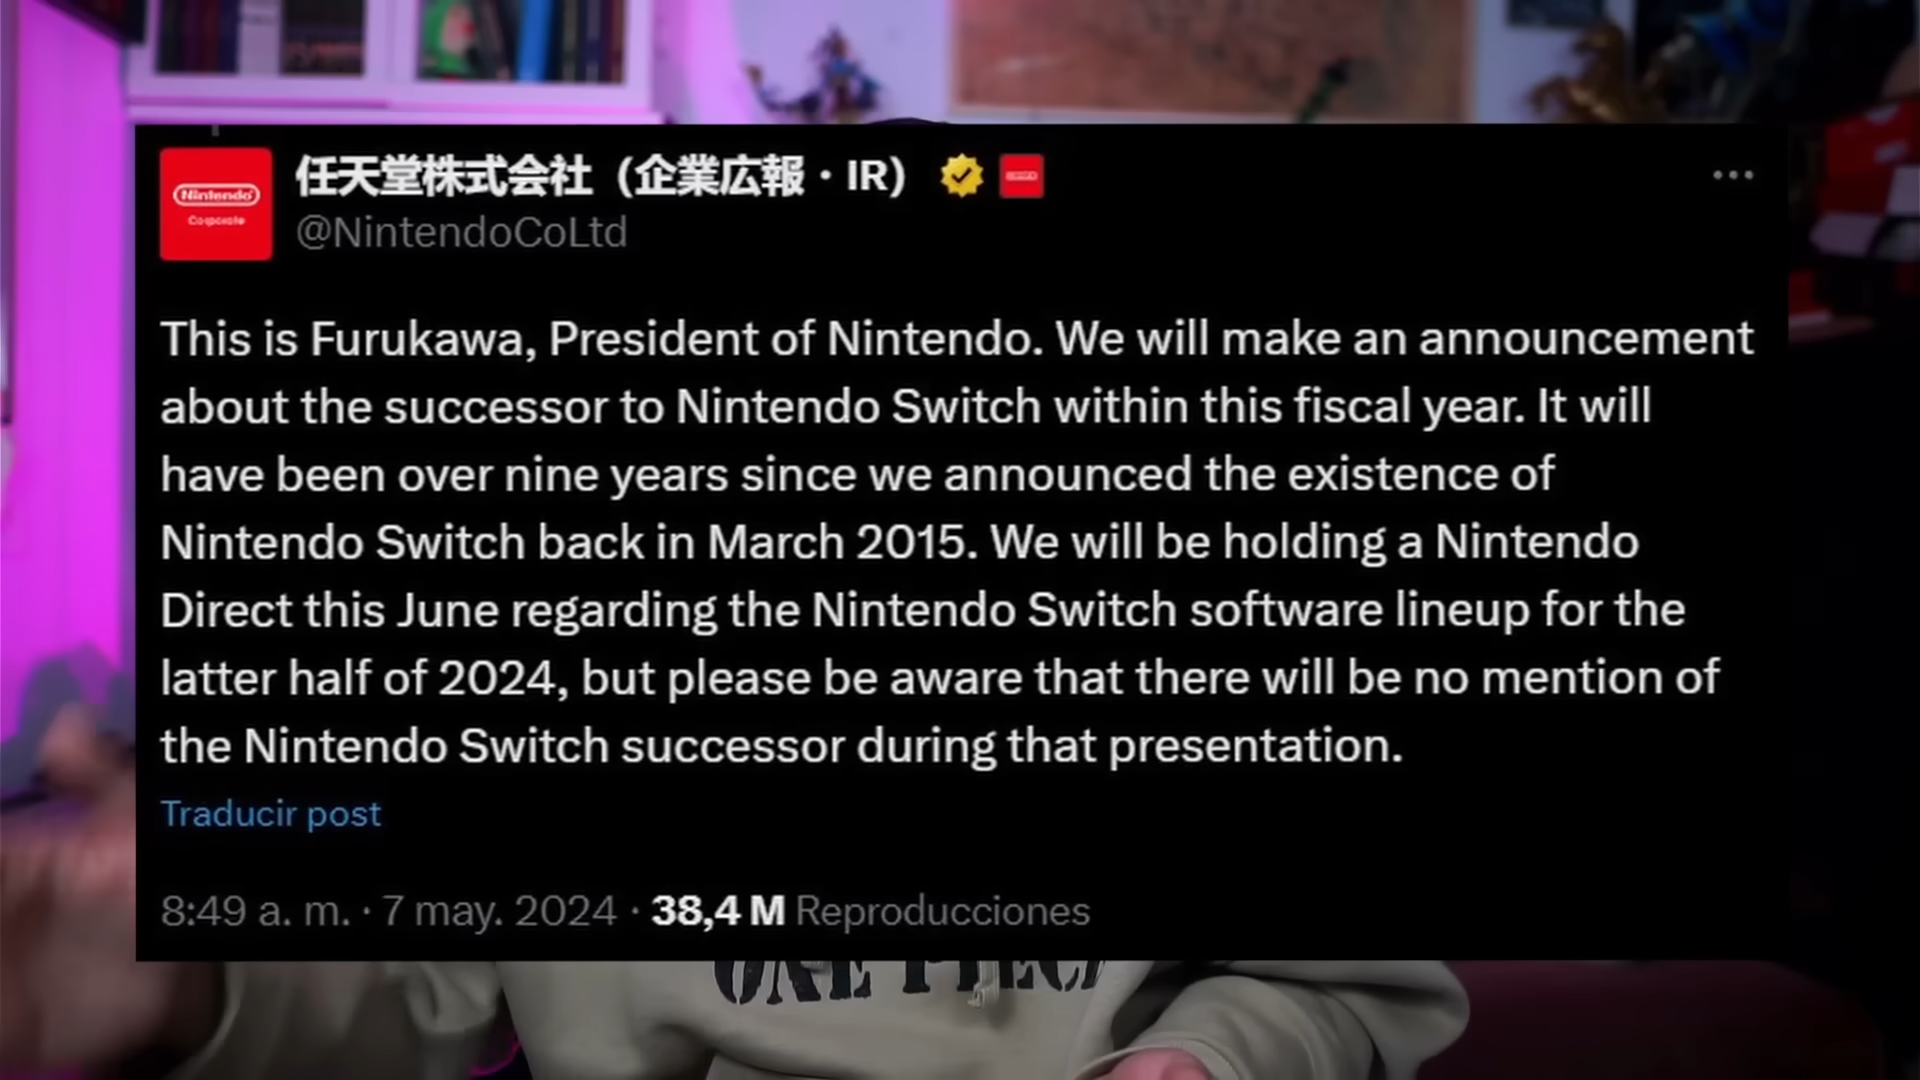 Nintendo
Corporate
任天堂株式会社（企業広報・IR）
@NintendoCoLtd
This is Furukawa, President of Nintendo. We will make an announcement
about the successor to Nintendo Switch within this fiscal year. It will
have been over nine years since we announced the existence of
Nintendo Switch back in March 2015. We will be holding a Nintendo
Direct this June regarding the Nintendo Switch software lineup for the
latter half of 2024, but please be aware that there will be no mention of
the Nintendo Switch successor during that presentation.
Traducir post
8:49 a. m. · 7 may. 2024 · 38,4 M Reproducciones
ONE PIECE